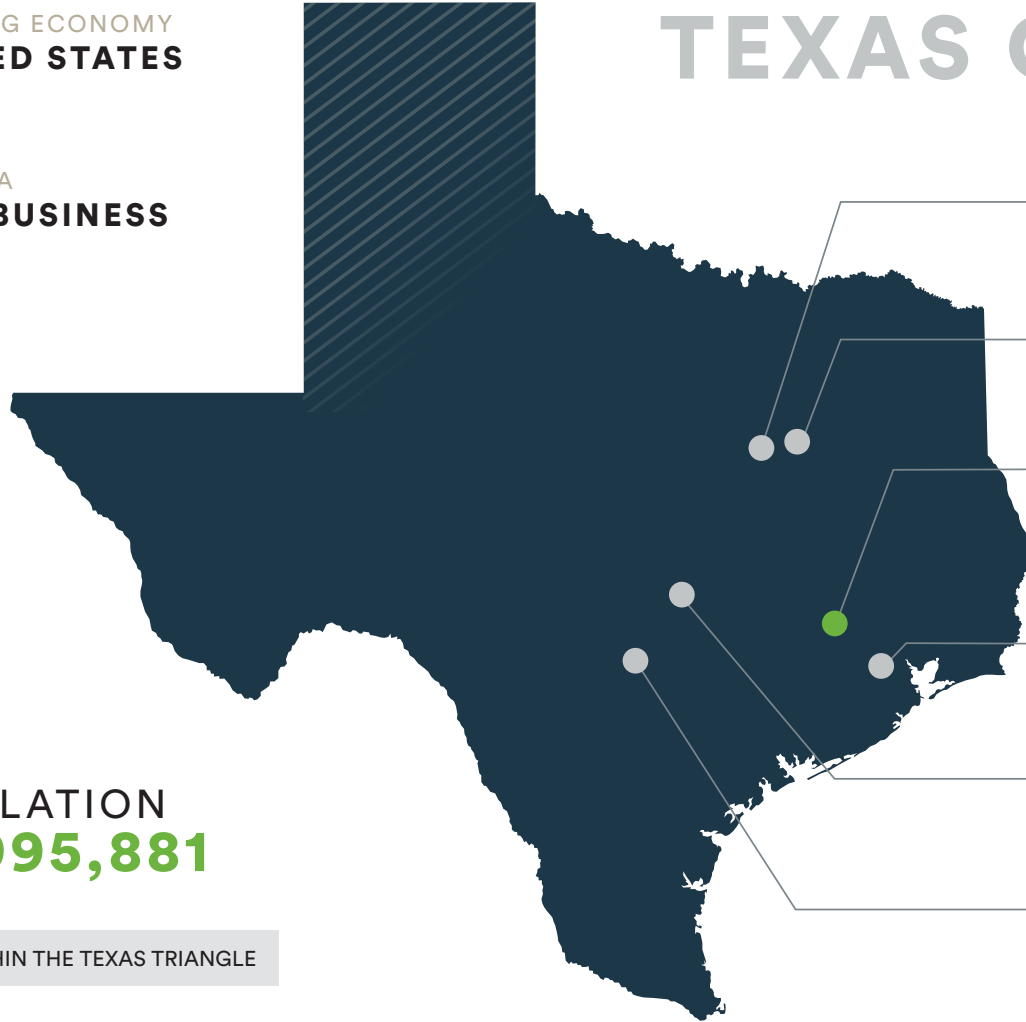 G ECONOMY
ED STATES
TEXAS
A
BUSINESS
LATION
95,881
HIN THE TEXAS TRIANGLE